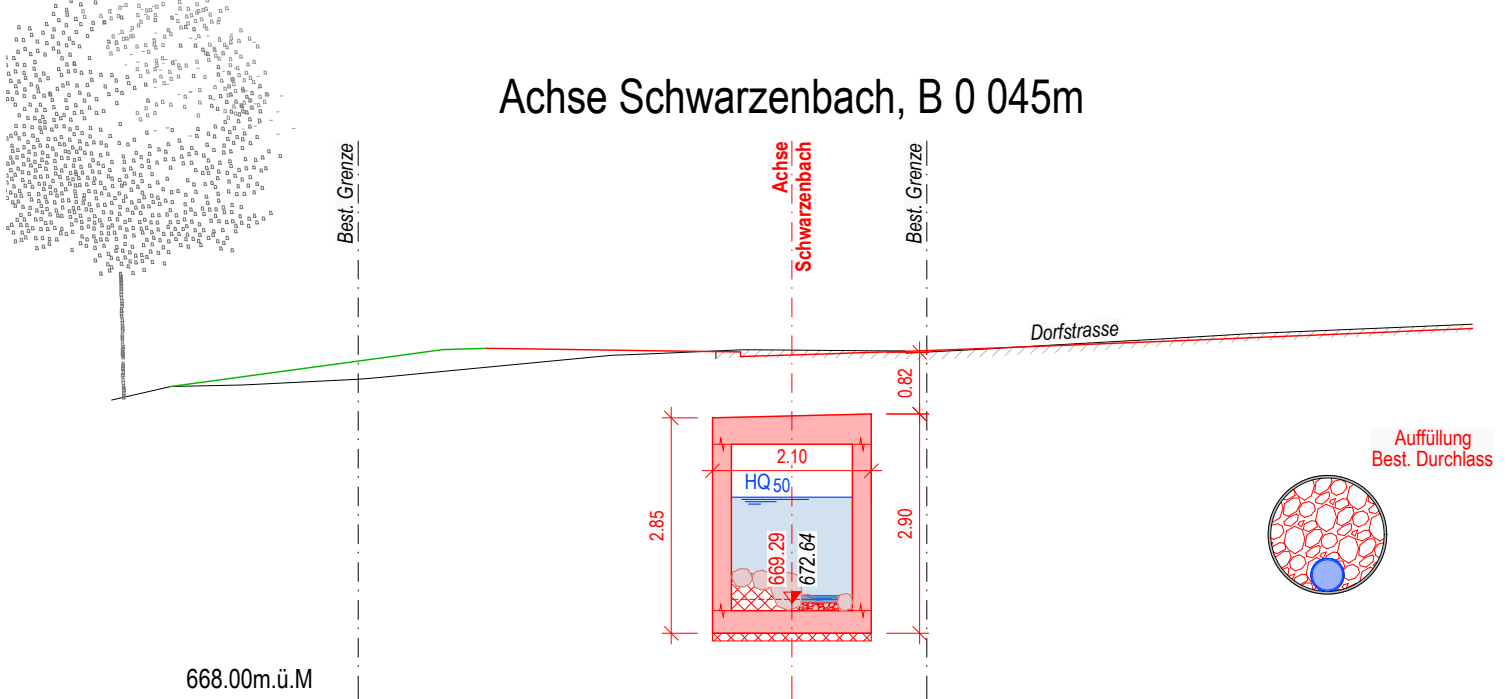 Achse Schwarzenbach, B 0 045m
Best. Grenze
Achse
Schwarzenbach
Best. Grenze
Dorfstrasse
0.82
Auffüllung
Best. Durchlass
2.10
HQ50
2.85
669.29
672.64
2.90
668.00m.ü.M